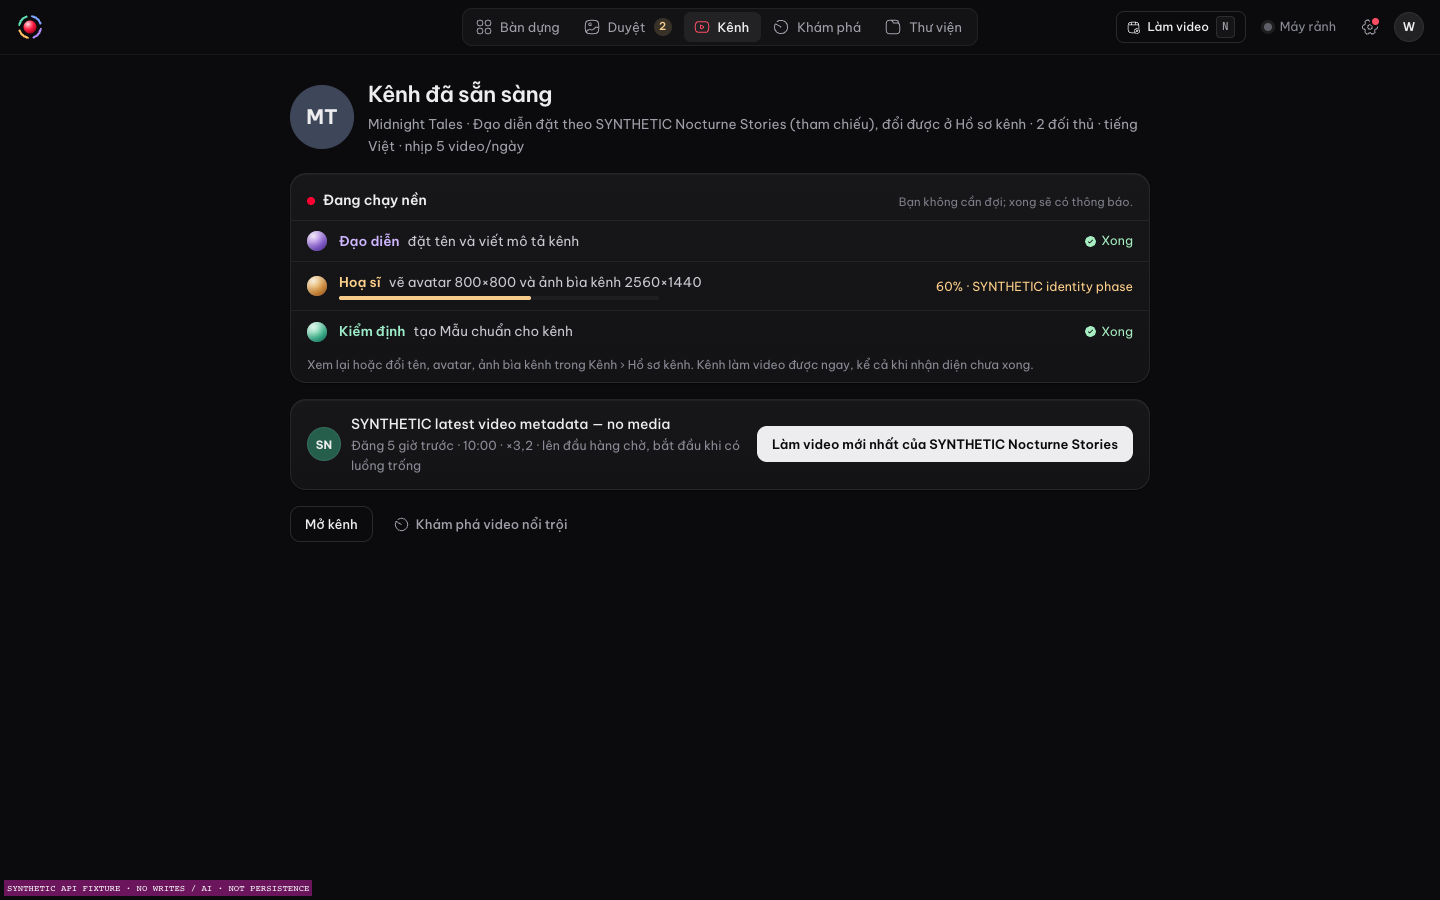 Bàn dựng
Duyệt 2
Kênh
Khám phá
Thư viện
Làm video N
Máy rảnh
W
MT
Kênh đã sẵn sàng
Midnight Tales · Đạo diễn đặt theo SYNTHETIC Nocturne Stories (tham chiếu), đổi được ở Hồ sơ kênh · 2 đối thủ · tiếng
Việt · nhịp 5 video/ngày
Đang chạy nền
Bạn không cần đợi; xong sẽ có thông báo.
Đạo diễn đặt tên và viết mô tả kênh
Xong
Hoạ sĩ vẽ avatar 800×800 và ảnh bìa kênh 2560×1440
60% · SYNTHETIC identity phase
Kiểm định tạo Mẫu chuẩn cho kênh
Xong
Xem lại hoặc đổi tên, avatar, ảnh bìa kênh trong Kênh › Hồ sơ kênh. Kênh làm video được ngay, kể cả khi nhận diện chưa xong.
SN
SYNTHETIC latest video metadata — no media
Đăng 5 giờ trước · 10:00 · ×3,2 · lên đầu hàng chờ, bắt đầu khi có
luồng trống
Làm video mới nhất của SYNTHETIC Nocturne Stories
Mở kênh
Khám phá video nổi trội
SYNTHETIC API FIXTURE · NO WRITES / AI · NOT PERSISTENCE